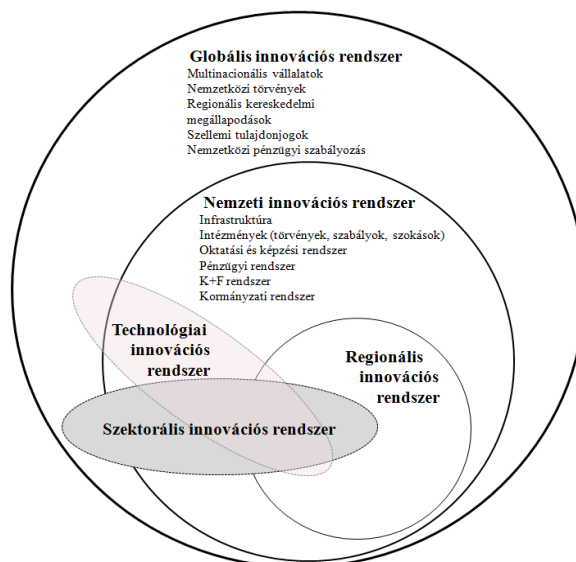 Globális innovációs rendszer
Multinacionális vállalatok
Nemzetközi törvények
Regionális kereskedelmi
megállapodások
Szellemi tulajdonjogok
Nemzetközi pénzügyi szabályozás
Nemzeti innovációs rendszer
Infrastruktúra
Intézmények (törvények, szabályok, szokások)
Oktatási és képzési rendszer
Pénzügyi rendszer
K+F rendszer
Kormányzati rendszer
Technológiai
innovációs
rendszer
Regionális
innovációs
rendszer
Szektorális innovációs rendszer